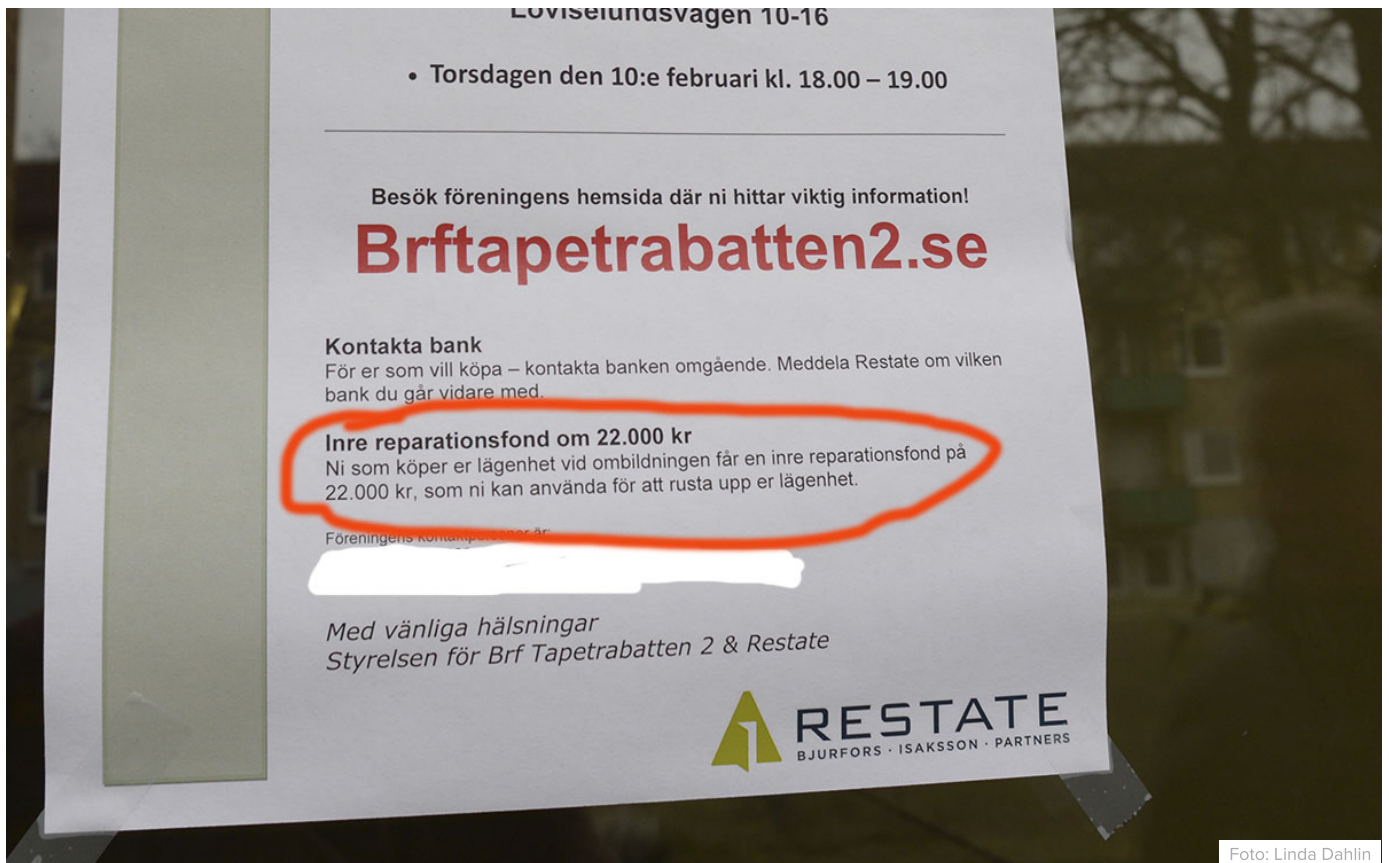 Loviselundsvägen 10-16
• Torsdagen den 10:e februari kl. 18.00 – 19.00
Besök föreningens hemsida där ni hittar viktig information!
Brftapetrabatten2.se
Kontakta bank
För er som vill köpa – kontakta banken omgående. Meddela Restate om vilken
bank du går vidare med.
Inre reparationsfond om 22.000 kr
Ni som köper er lägenhet vid ombildningen får en inre reparationsfond på
22.000 kr, som ni kan använda för att rusta upp er lägenhet.
Föreningens kontaktpersoner är:
Med vänliga hälsningar
Styrelsen för Brf Tapetrabatten 2 & Restate
RESTATE
BJURFORS · ISAKSSON · PARTNERS
Foto: Linda Dahlin